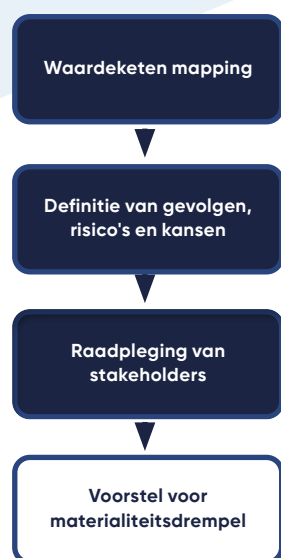 Waardeketen mapping
Definitie van gevolgen,
risico's en kansen
Raadpleging van
stakeholders
Voorstel voor
materialiteitsdrempel